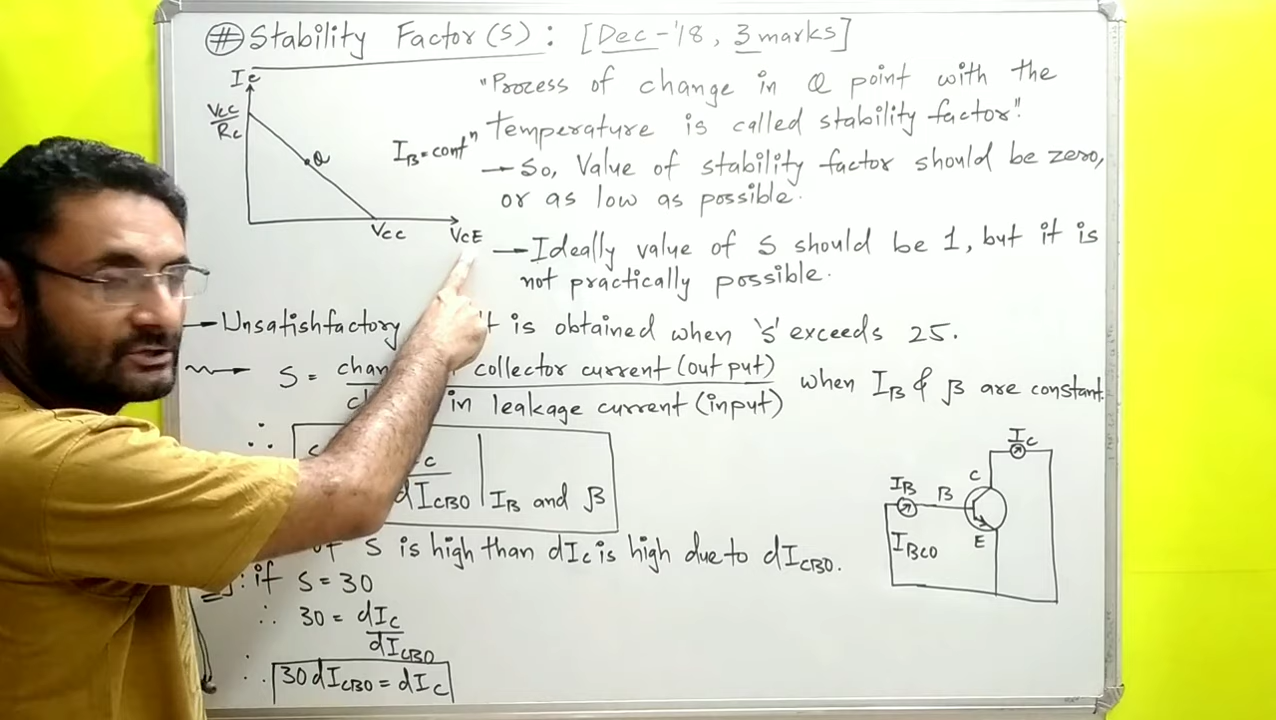 # Stability Factor (S) : [Dec-'18, 3 marks]
Ic
Vcc
Rc
Q
IB = contⁿ
Vcc
VCE
"Process of change in Q point with the
Temperature is called stability factor".
→ So, Value of stability factor should be zero,
or as low as possible.
→ Ideally value of S should be 1, but it is
not practically possible.
→ Unsatishfactory it is obtained when 's' exceeds 25.
S = collector current (out put)
in leakage current (input)
when IB & β are constant.
∴
dICBO | IB and β
S is high than dIc is high due to dICBO.
: if S = 30
∴ 30 = dIc
dICBO
∴ 30 dICBO = dIc
Ic
C
IB
B
E
IBCO